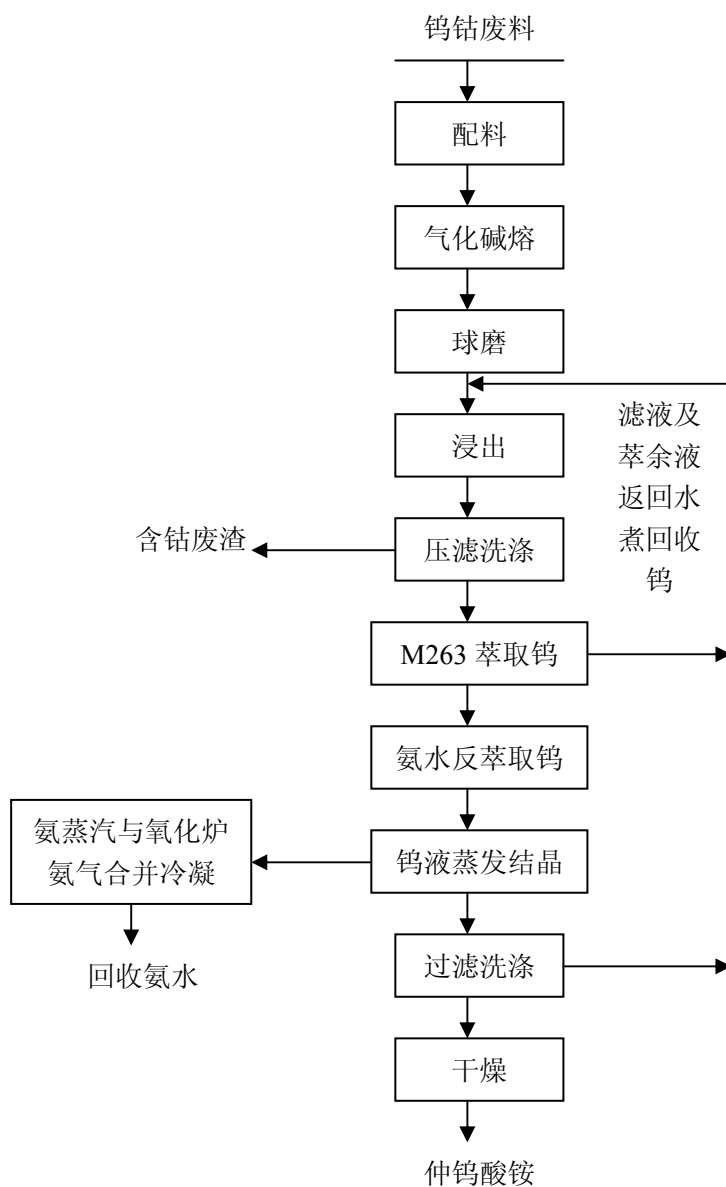 钨钴废料
配料
气化碱熔
球磨
滤液及
萃余液
返回水
煮回收
钨
浸出
含钴废渣
压滤洗涤
M263 萃取钨
氨水反萃取钨
氨蒸汽与氧化炉
氨气合并冷凝
钨液蒸发结晶
回收氨水
过滤洗涤
干燥
仲钨酸铵